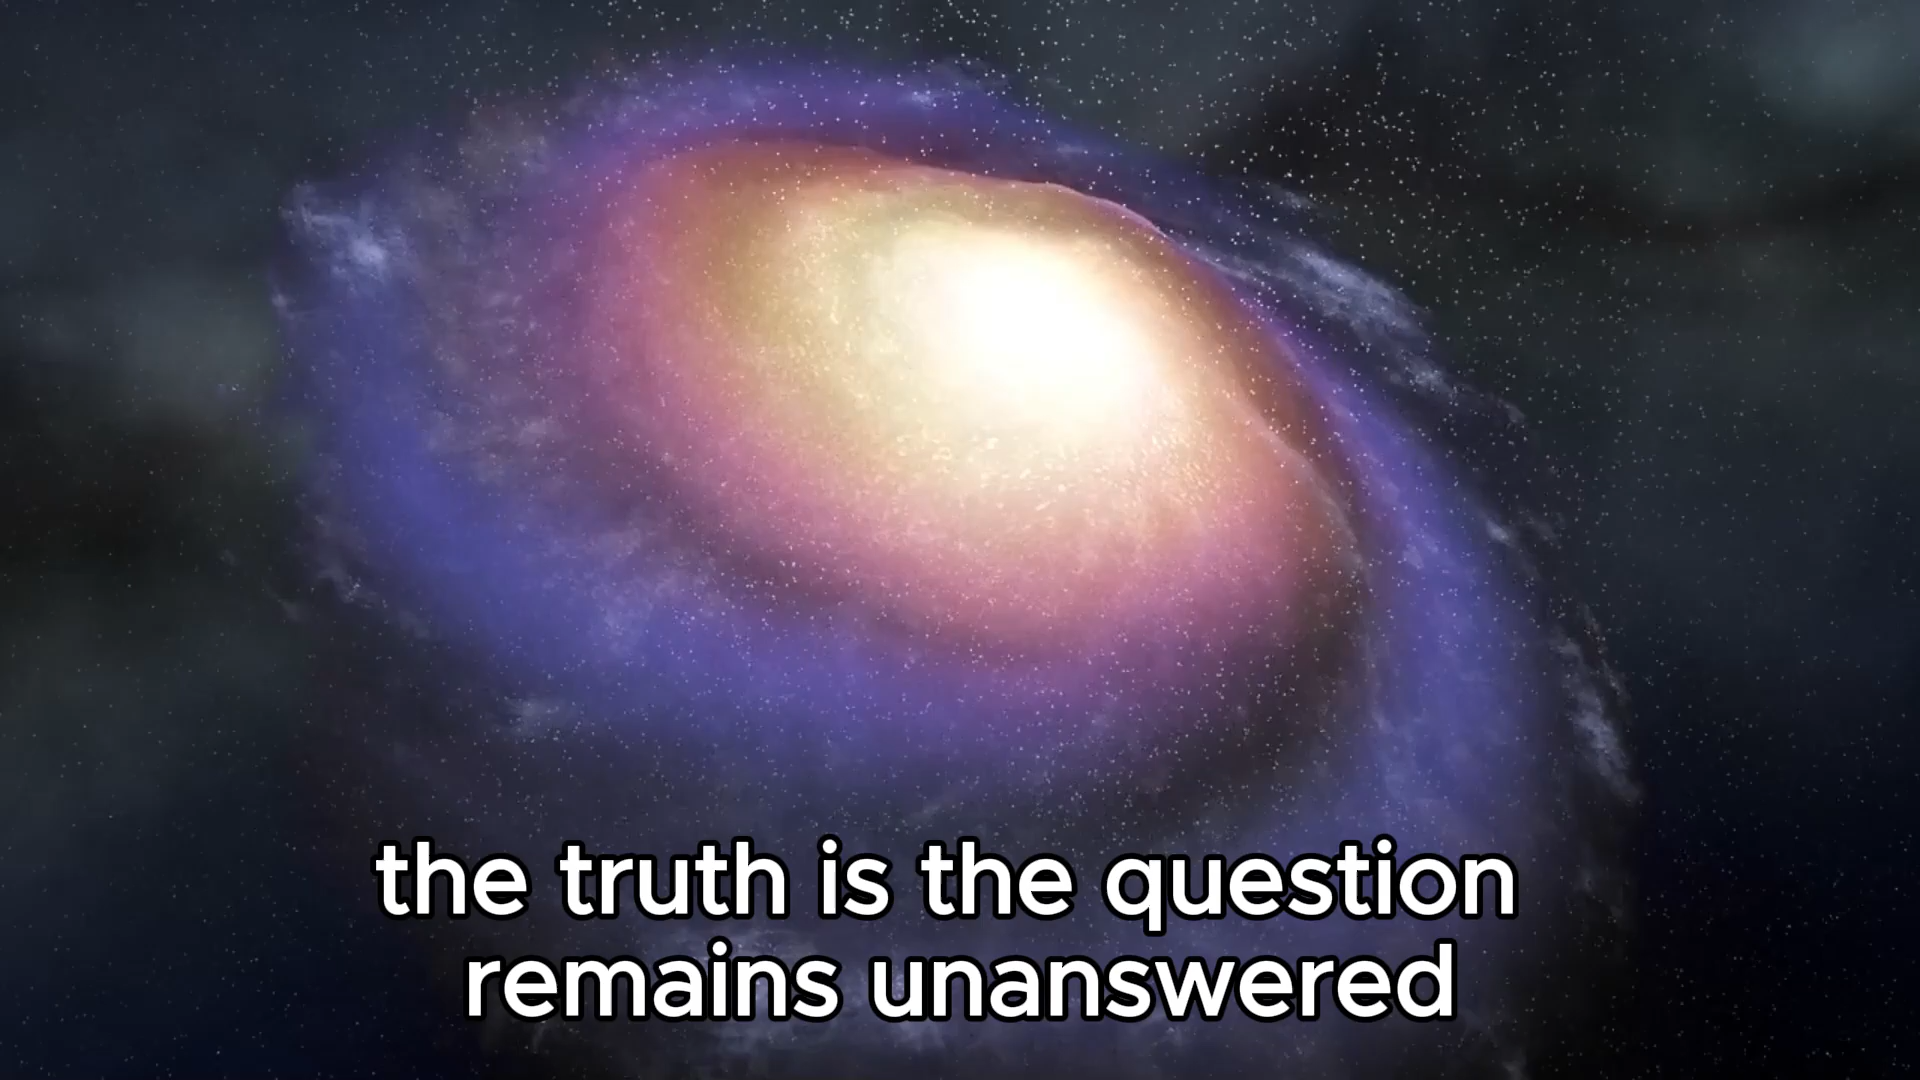 the truth is the question
remains unanswered